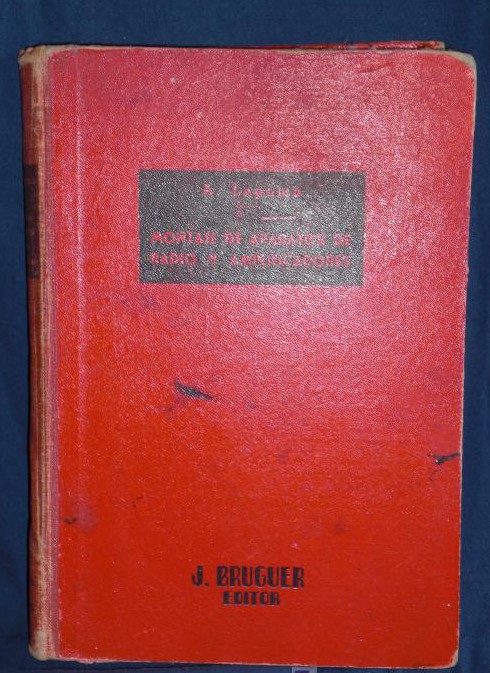 MONTAJE DE APARATOS DE
RADIO Y AMPLIFICADORES
J. BRUGUER
EDITOR